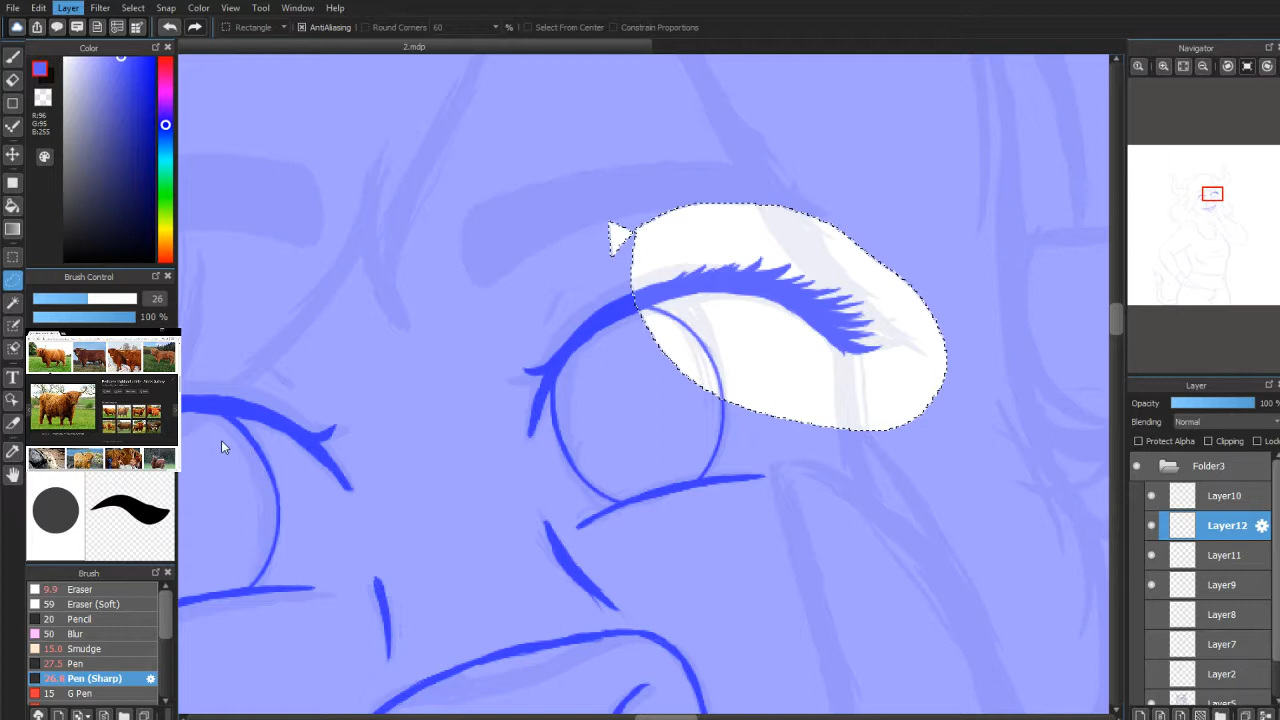 File Edit Layer Filter Select Snap Color View Tool Window Help
Rectangle AntiAliasing Round Corners 60 % Select From Center Constrain Proportions
2.mdp
Color
R:96
G:95
B:255
Brush Control
26
100 %
Brush
9.9 Eraser
59 Eraser (Soft)
20 Pencil
50 Blur
15.0 Smudge
27.5 Pen
26.8 Pen (Sharp)
15 G Pen
Navigator
Layer
Opacity 100 %
Blending Normal
Protect Alpha Clipping Lock
Folder3
Layer10
Layer12
Layer11
Layer9
Layer8
Layer7
Layer2
Layer5